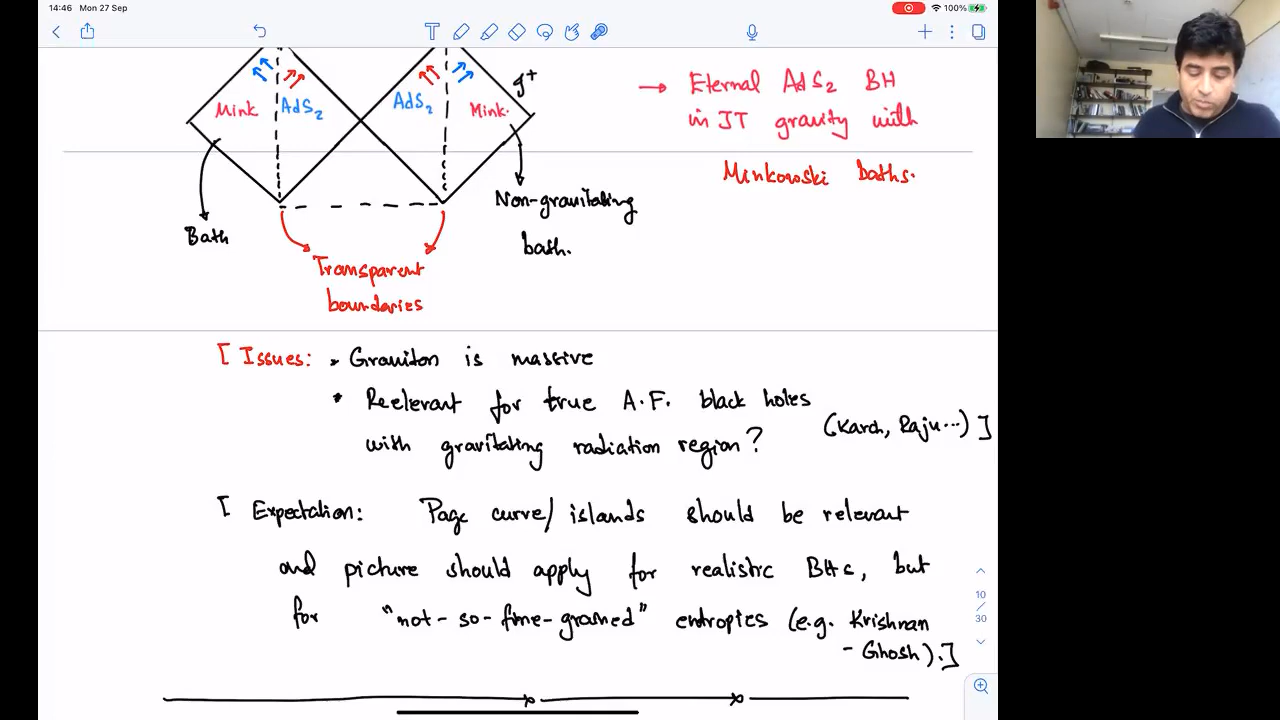 14:46 Mon 27 Sep
100%
Mink
AdS2
AdS2
Mink.
g+
→ Eternal AdS2 BH
in JT gravity with
Minkowski baths.
Bath
Non-gravitating
bath.
Transparent
boundaries
[ Issues: • Graviton is massive
• Reelevant for true A.F. black holes
with gravitating radiation region? (Karch, Raju...) ]
[ Expectation: Page curve/ islands should be relevant
and picture should apply for realistic BHs, but
for "not-so-fine-grained" entropies (e.g. Krishnan
- Ghosh).]
10
/
30